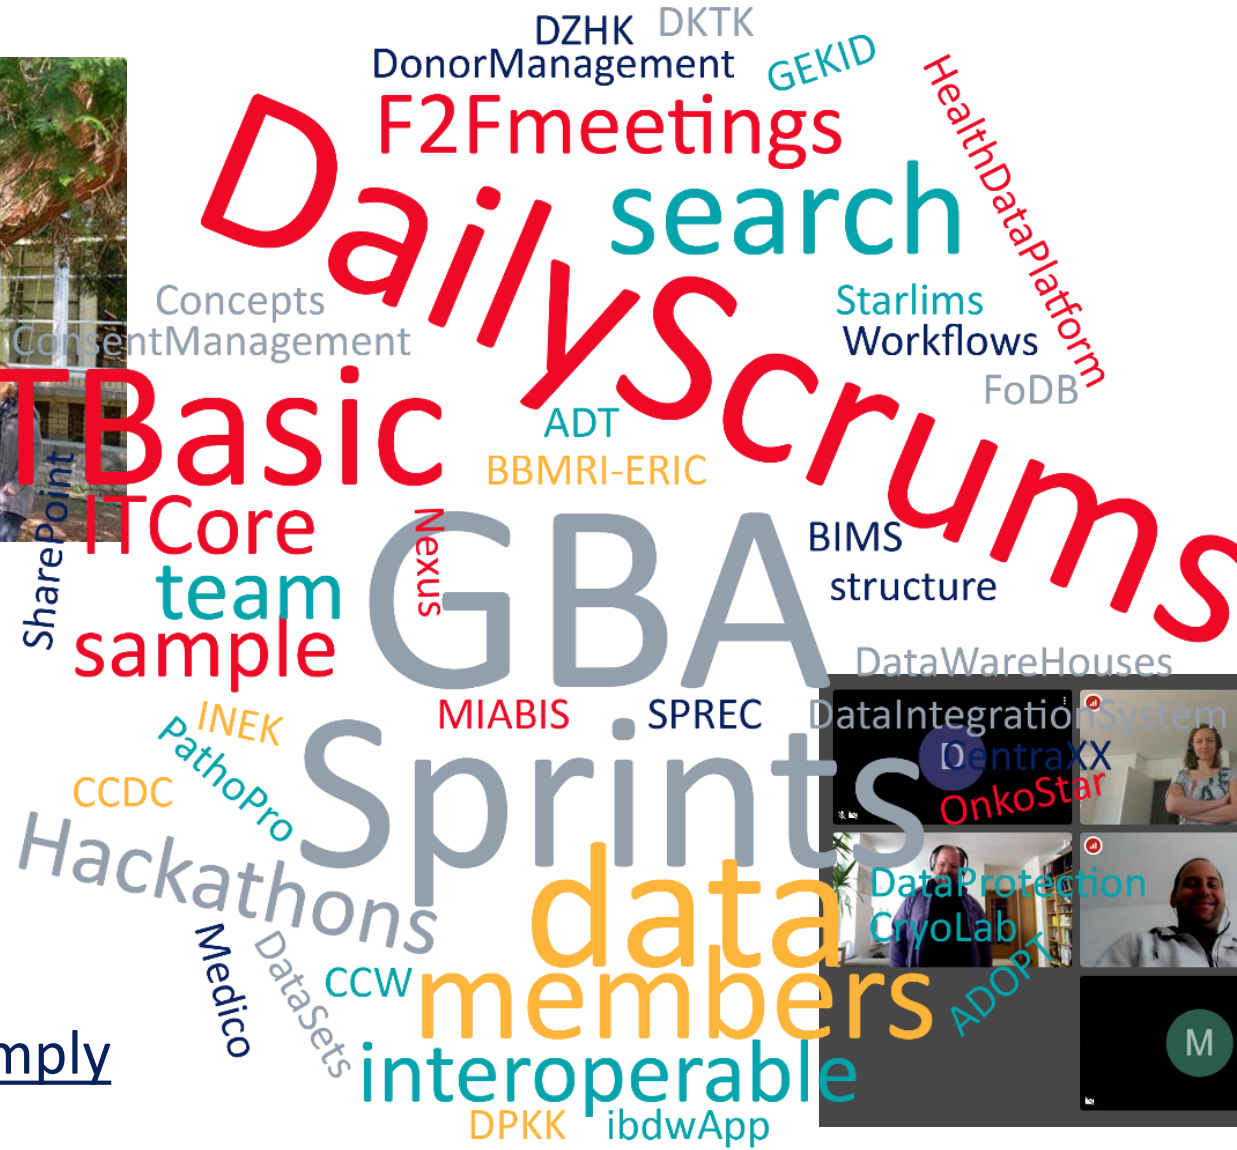 DZHK
DKTK
DonorManagement
GEKID
HealthDataPlatform
F2Fmeetings
DailyScrums
search
Concepts
Starlims
ConsentManagement
Workflows
FoDB
TBasic
ADT
BBMRI-ERIC
SharePoint
ITCore
Nexus
GBA
BIMS
team
structure
sample
DataWareHouses
INEK
MIABIS
SPREC
DataIntegrationSystem
PathoPro
Sprints
D
CentraXX
CCDC
OnkoStar
Hackathons
data
DataProtection
CryoLab
Medico
DataSets
CCW
members
ADOPT
mply
interoperable
M
DPKK
ibdwApp